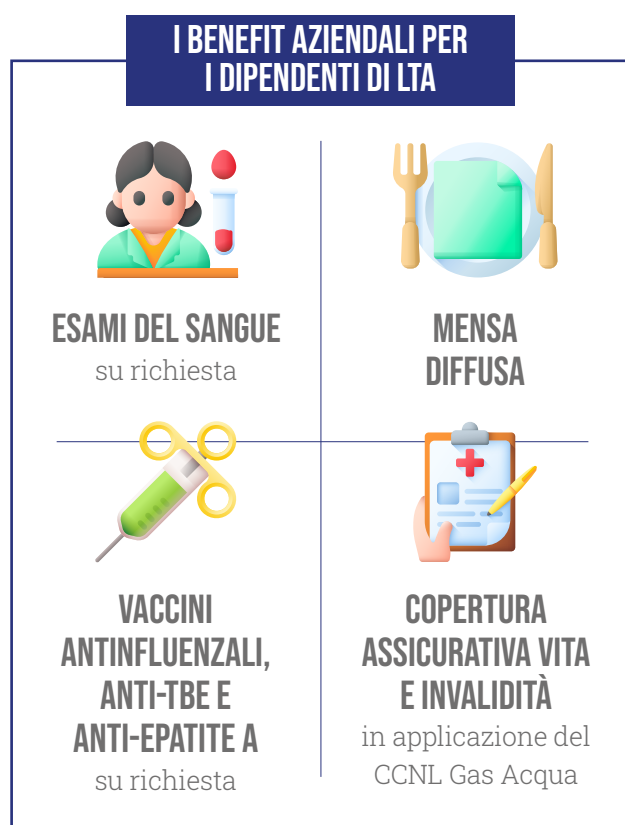 I BENEFIT AZIENDALI PER
I DIPENDENTI DI LTA
ESAMI DEL SANGUE
su richiesta
MENSA
DIFFUSA
VACCINI
ANTINFLUENZALI,
ANTI-TBE E
ANTI-EPATITE A
su richiesta
COPERTURA
ASSICURATIVA VITA
E INVALIDITÀ
in applicazione del
CCNL Gas Acqua